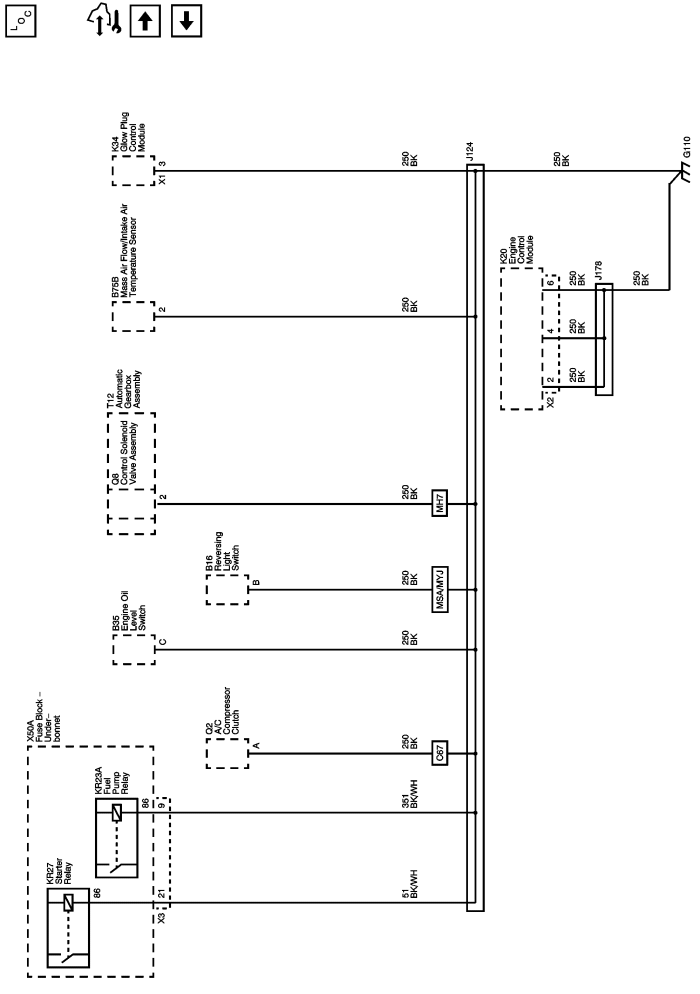 LOC
K34
Glow Plug
Control
Module
3
X1
250
BK
J124
250
BK
G110
B75B
Mass Air Flow/Intake Air
Temperature Sensor
2
250
BK
K20
Engine
Control
Module
6
4
2
X2
250
BK
250
BK
250
BK
J178
250
BK
T12
Automatic
Gearbox
Assembly
Q8
Control Solenoid
Valve Assembly
2
250
BK
MH7
B16
Reversing
Light
Switch
B
250
BK
MSA/MYJ
B35
Engine Oil
Level
Switch
C
250
BK
Q2
A/C
Compressor
Clutch
A
250
BK
C67
X50A
Fuse Block –
Under–
bonnet
KR23A
Fuel
Pump
Relay
86
9
351
BK/WH
KR27
Starter
Relay
86
21
X3
51
BK/WH